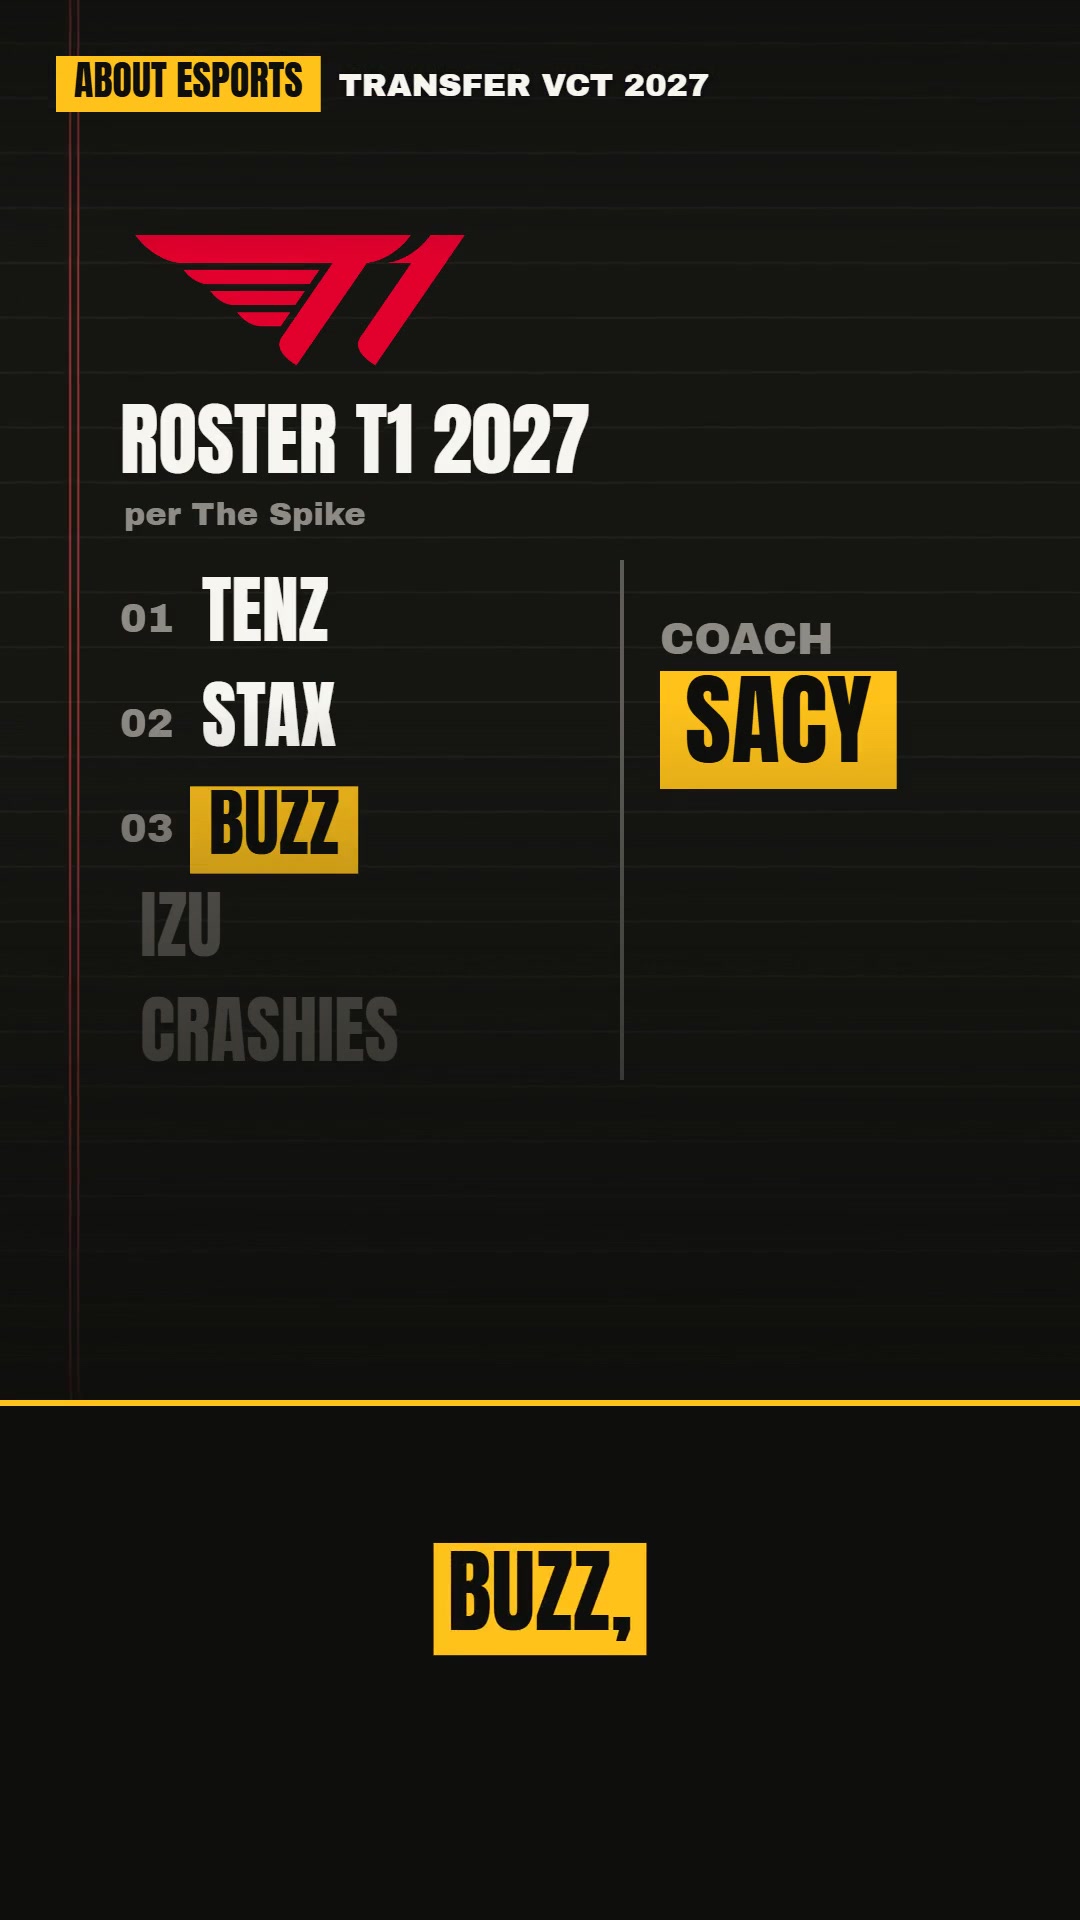 ABOUT ESPORTS TRANSFER VCT 2027
T1
ROSTER T1 2027
per The Spike
01 TENZ
02 STAX
03 BUZZ
IZU
CRASHIES
COACH
SACY
BUZZ,